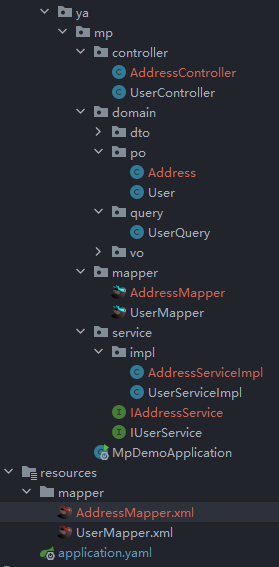 ya
mp
controller
AddressController
UserController
domain
dto
po
Address
User
query
UserQuery
vo
mapper
AddressMapper
UserMapper
service
impl
AddressServiceImpl
UserServiceImpl
IAddressService
IUserService
MpDemoApplication
resources
mapper
AddressMapper.xml
UserMapper.xml
application.yaml